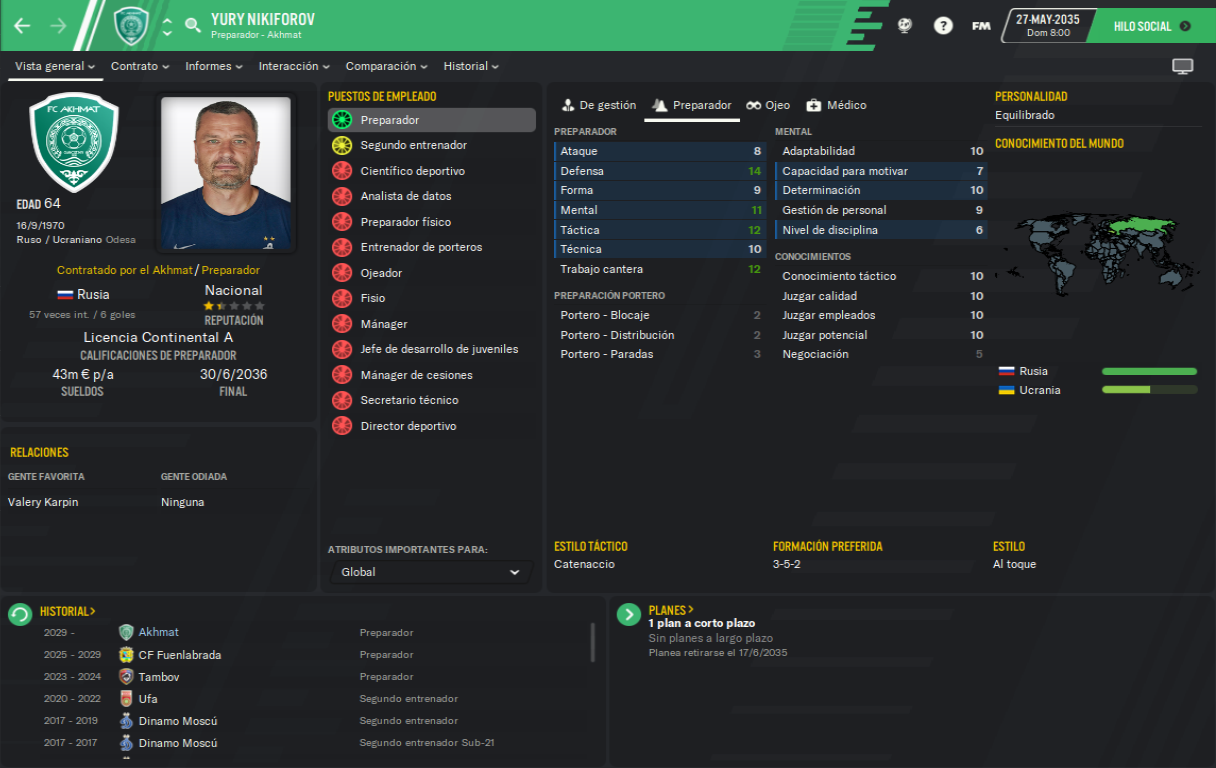 YURY NIKIFOROV
Preparador - Akhmat
?
FM
27-MAY-2035
Dom 8:00
HILO SOCIAL
Vista general
Contrato
Informes
Interacción
Comparación
Historial
FC AKHMAT
EDAD 64
16/9/1970
Ruso / Ucraniano Odesa
Contratado por el Akhmat / Preparador
Rusia
57 veces int. / 6 goles
Nacional
REPUTACIÓN
Licencia Continental A
CALIFICACIONES DE PREPARADOR
43m € p/a
SUELDOS
30/6/2036
FINAL
RELACIONES
GENTE FAVORITA
GENTE ODIADA
Valery Karpin
Ninguna
PUESTOS DE EMPLEADO
Preparador
Segundo entrenador
Científico deportivo
Analista de datos
Preparador físico
Entrenador de porteros
Ojeador
Fisio
Mánager
Jefe de desarrollo de juveniles
Mánager de cesiones
Secretario técnico
Director deportivo
ATRIBUTOS IMPORTANTES PARA:
Global
De gestión
Preparador
Ojeo
Médico
PREPARADOR
Ataque 8
Defensa 14
Forma 9
Mental 11
Táctica 12
Técnica 10
Trabajo cantera 12
PREPARACIÓN PORTERO
Portero - Blocaje 2
Portero - Distribución 2
Portero - Paradas 3
MENTAL
Adaptabilidad 10
Capacidad para motivar 7
Determinación 10
Gestión de personal 9
Nivel de disciplina 6
CONOCIMIENTOS
Conocimiento táctico 10
Juzgar calidad 10
Juzgar empleados 10
Juzgar potencial 10
Negociación 5
PERSONALIDAD
Equilibrado
CONOCIMIENTO DEL MUNDO
Rusia
Ucrania
ESTILO TÁCTICO
Catenaccio
FORMACIÓN PREFERIDA
3-5-2
ESTILO
Al toque
HISTORIAL >
2029 - Akhmat Preparador
2025 - 2029 CF Fuenlabrada Preparador
2023 - 2024 Tambov Preparador
2020 - 2022 Ufa Segundo entrenador
2017 - 2019 Dinamo Moscú Segundo entrenador
2017 - 2017 Dinamo Moscú Segundo entrenador Sub-21
PLANES >
1 plan a corto plazo
Sin planes a largo plazo
Planea retirarse el 17/6/2035